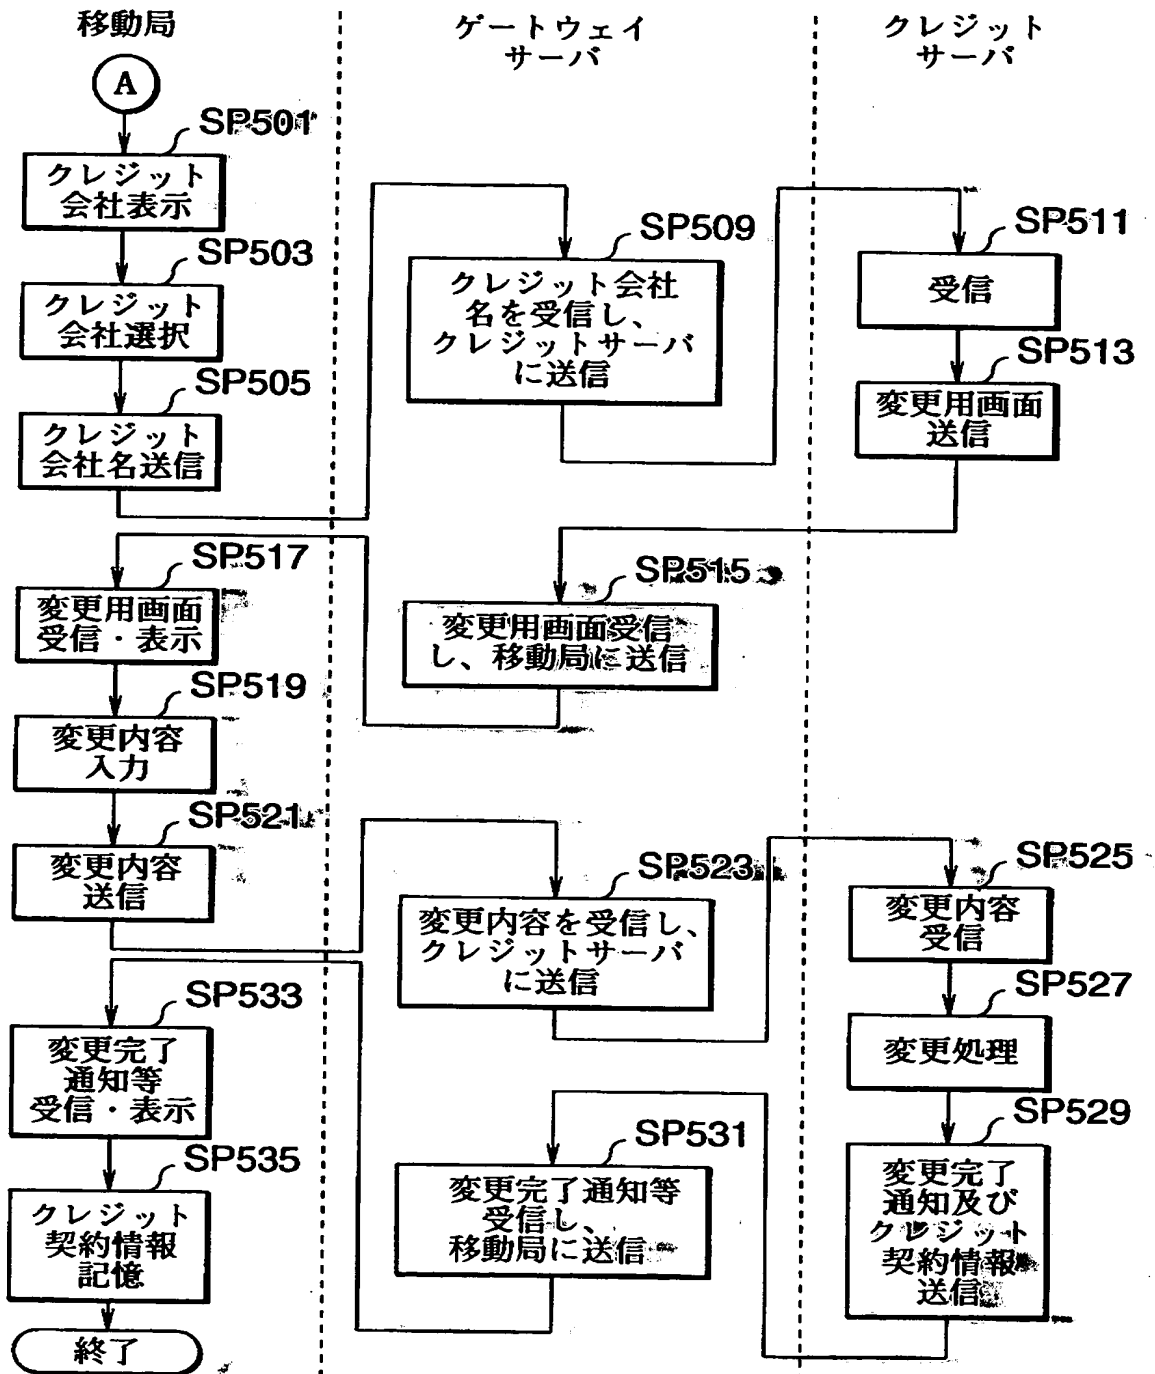 移動局
ゲートウェイ
サーバ
クレジット
サーバ
A
SP501
クレジット
会社表示
SP503
クレジット
会社選択
SP505
クレジット
会社名送信
SP509
クレジット会社
名を受信し、
クレジットサーバ
に送信
SP511
受信
SP513
変更用画面
送信
SP515
変更用画面受信
し、移動局に送信
SP517
変更用画面
受信・表示
SP519
変更内容
入力
SP521
変更内容
送信
SP523
変更内容を受信し、
クレジットサーバ
に送信
SP525
変更内容
受信
SP527
変更処理
SP529
変更完了
通知及び
クレジット
契約情報
送信
SP531
変更完了通知等
受信し、
移動局に送信
SP533
変更完了
通知等
受信・表示
SP535
クレジット
契約情報
記憶
終了